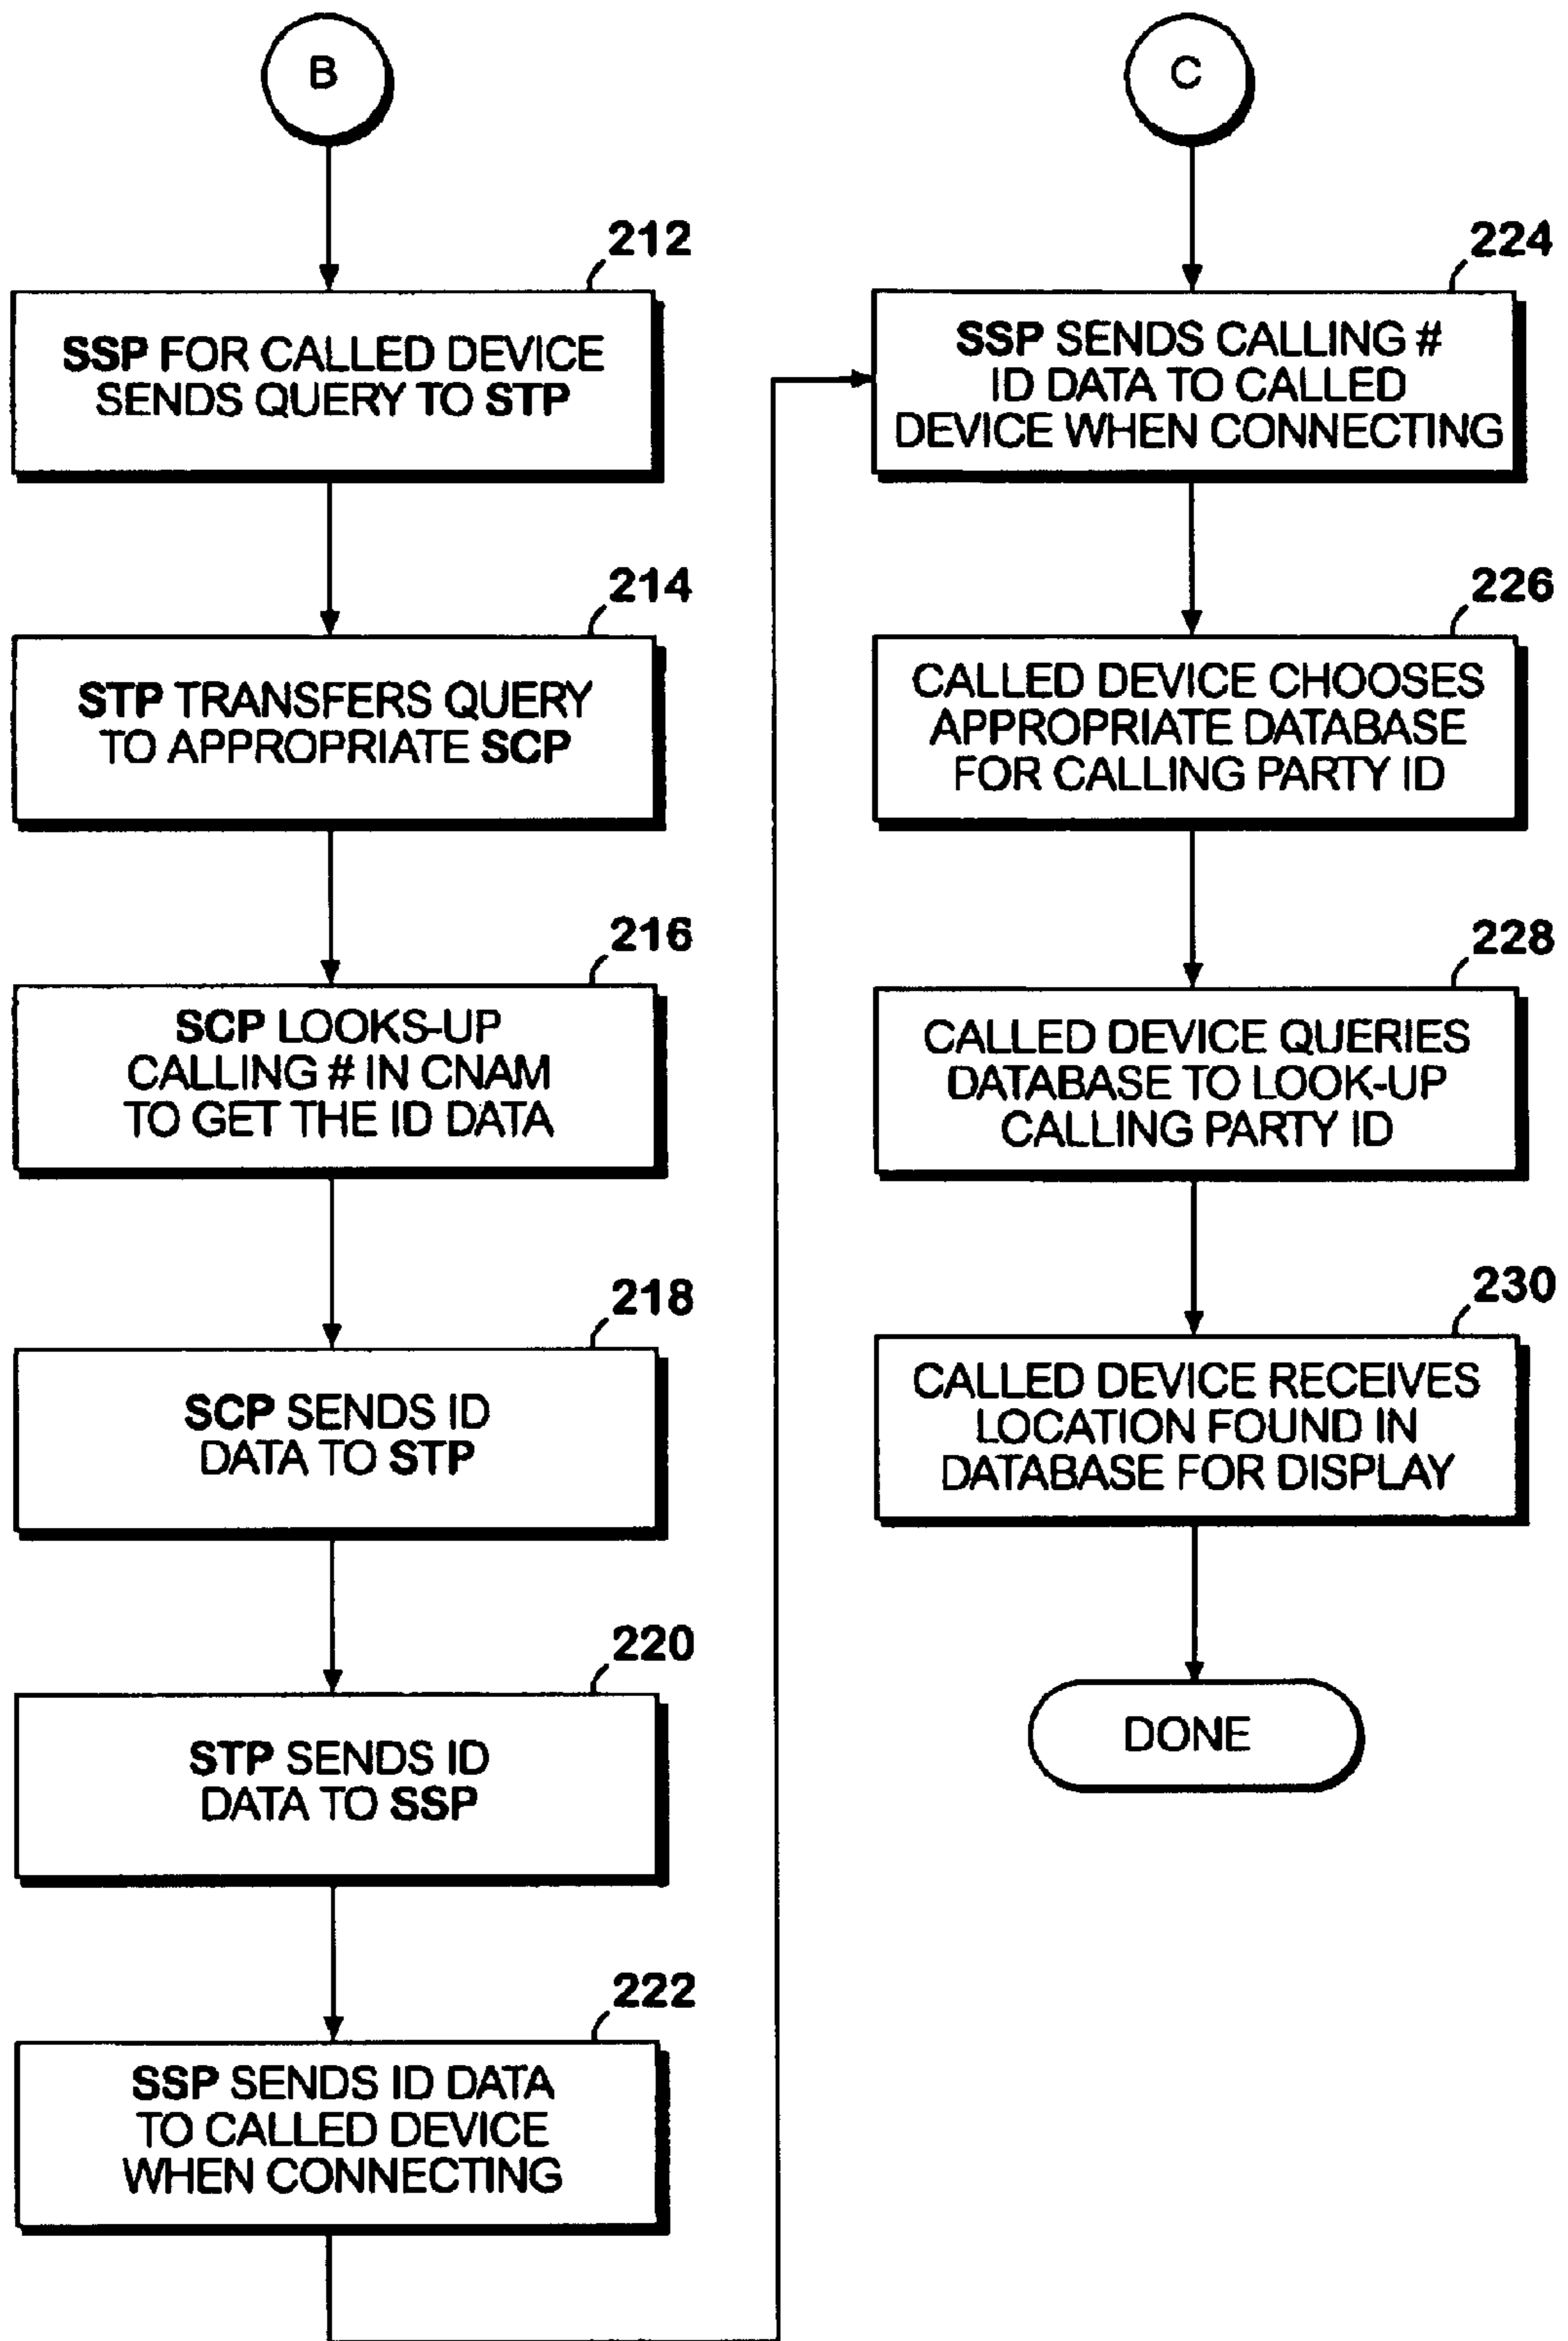 B
212
SSP FOR CALLED DEVICE
SENDS QUERY TO STP
214
STP TRANSFERS QUERY
TO APPROPRIATE SCP
216
SCP LOOKS-UP
CALLING # IN CNAM
TO GET THE ID DATA
218
SCP SENDS ID
DATA TO STP
220
STP SENDS ID
DATA TO SSP
222
SSP SENDS ID DATA
TO CALLED DEVICE
WHEN CONNECTING
C
224
SSP SENDS CALLING #
ID DATA TO CALLED
DEVICE WHEN CONNECTING
226
CALLED DEVICE CHOOSES
APPROPRIATE DATABASE
FOR CALLING PARTY ID
228
CALLED DEVICE QUERIES
DATABASE TO LOOK-UP
CALLING PARTY ID
230
CALLED DEVICE RECEIVES
LOCATION FOUND IN
DATABASE FOR DISPLAY
DONE